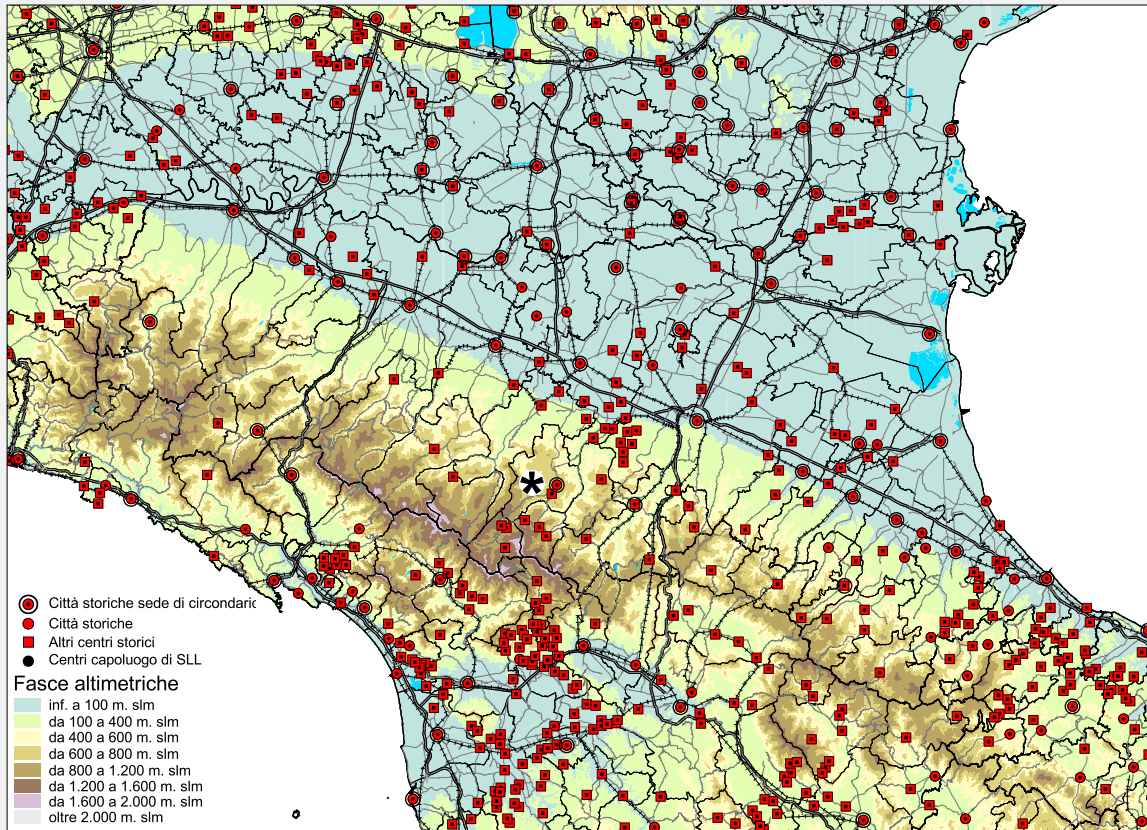 *
Città storiche sede di circondaric
Città storiche
Altri centri storici
Centri capoluogo di SLL
Fasce altimetriche
inf. a 100 m. slm
da 100 a 400 m. slm
da 400 a 600 m. slm
da 600 a 800 m. slm
da 800 a 1.200 m. slm
da 1.200 a 1.600 m. slm
da 1.600 a 2.000 m. slm
oltre 2.000 m. slm